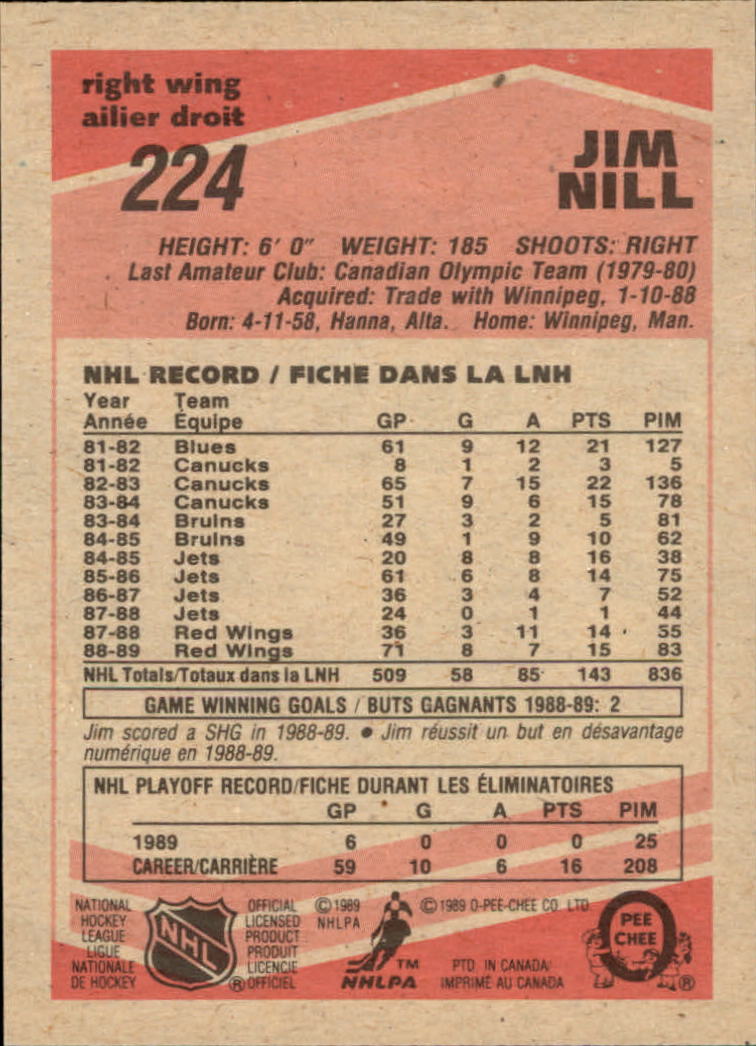 right wing
ailier droit
224
JIM
NILL
HEIGHT: 6' 0" WEIGHT: 185 SHOOTS: RIGHT
Last Amateur Club: Canadian Olympic Team (1979-80)
Acquired: Trade with Winnipeg, 1-10-88
Born: 4-11-58, Hanna, Alta. Home: Winnipeg, Man.
NHL RECORD / FICHE DANS LA LNH
Year Team
Année Équipe GP G A PTS PIM
81-82 Blues 61 9 12 21 127
81-82 Canucks 8 1 2 3 5
82-83 Canucks 65 7 15 22 136
83-84 Canucks 51 9 6 15 78
83-84 Bruins 27 3 2 5 81
84-85 Bruins 49 1 9 10 62
84-85 Jets 20 8 8 16 38
85-86 Jets 61 6 8 14 75
86-87 Jets 36 3 4 7 52
87-88 Jets 24 0 1 1 44
87-88 Red Wings 36 3 11 14 55
88-89 Red Wings 71 8 7 15 83
NHL Totals/Totaux dans la LNH 509 58 85 143 836
GAME WINNING GOALS / BUTS GAGNANTS 1988-89: 2
Jim scored a SHG in 1988-89. ● Jim réussit un but en désavantage
numérique en 1988-89.
NHL PLAYOFF RECORD/FICHE DURANT LES ÉLIMINATOIRES
GP G A PTS PIM
1989 6 0 0 0 25
CAREER/CARRIÈRE 59 10 6 16 208
NATIONAL
HOCKEY
LEAGUE
LIGUE
NATIONALE
DE HOCKEY
NHL
®
OFFICIAL
LICENSED
PRODUCT
PRODUIT
LICENCIE
OFFICIEL
© 1989
NHLPA
TM
NHLPA
© 1989 O-PEE-CHEE CO. LTD.
PTD. IN CANADA/
IMPRIMÉ AU CANADA
PEE
CHEE
®